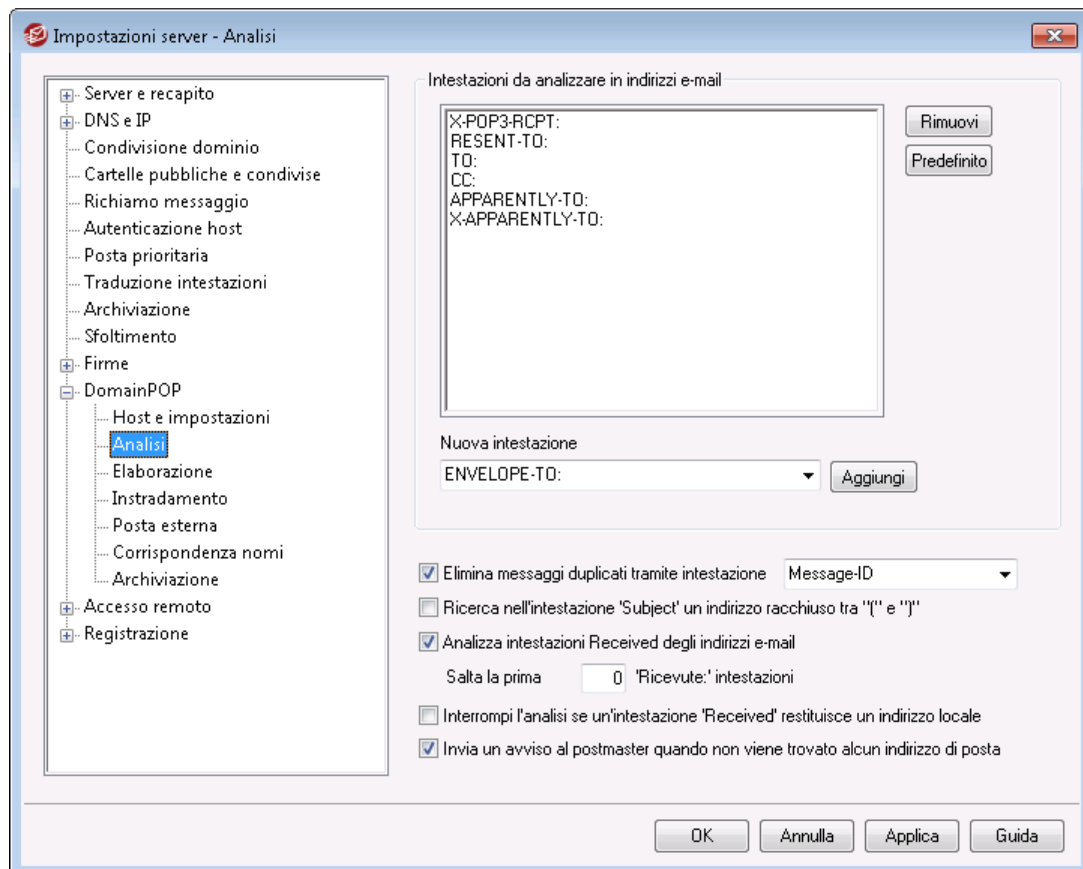 Impostazioni server - Analisi
Server e recapito
DNS e IP
Condivisione dominio
Cartelle pubbliche e condivise
Richiamo messaggio
Autenticazione host
Posta prioritaria
Traduzione intestazioni
Archiviazione
Sfoltimento
Firme
DomainPOP
Host e impostazioni
Analisi
Elaborazione
Instradamento
Posta esterna
Corrispondenza nomi
Archiviazione
Accesso remoto
Registrazione
Intestazioni da analizzare in indirizzi e-mail
X-POP3-RCPT:
RESENT-TO:
TO:
CC:
APPARENTLY-TO:
X-APPARENTLY-TO:
Rimuovi
Predefinito
Nuova intestazione
ENVELOPE-TO: Aggiungi
Elimina messaggi duplicati tramite intestazione Message-ID
Ricerca nell'intestazione 'Subject' un indirizzo racchiuso tra "(" e ")"
Analizza intestazioni Received degli indirizzi e-mail
Salta la prima 0 'Ricevute:' intestazioni
Interrompi l'analisi se un'intestazione 'Received' restituisce un indirizzo locale
Invia un avviso al postmaster quando non viene trovato alcun indirizzo di posta
OK Annulla Applica Guida